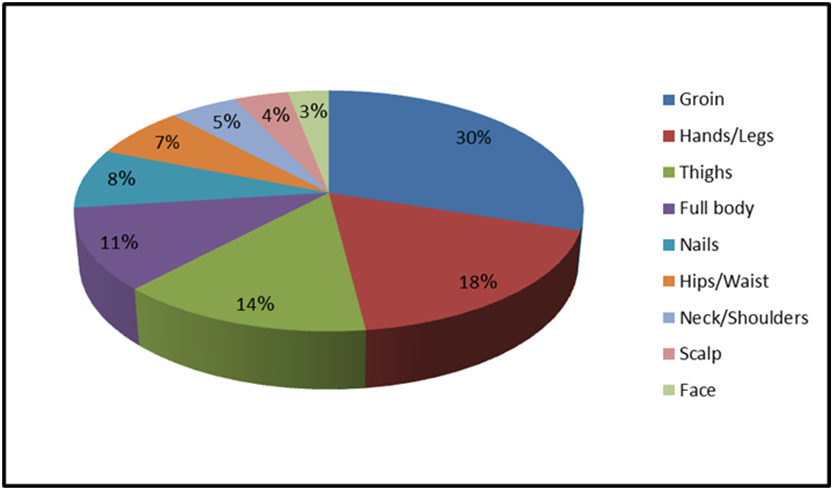 30%
18%
14%
11%
8%
7%
5%
4%
3%
Groin
Hands/Legs
Thighs
Full body
Nails
Hips/Waist
Neck/Shoulders
Scalp
Face